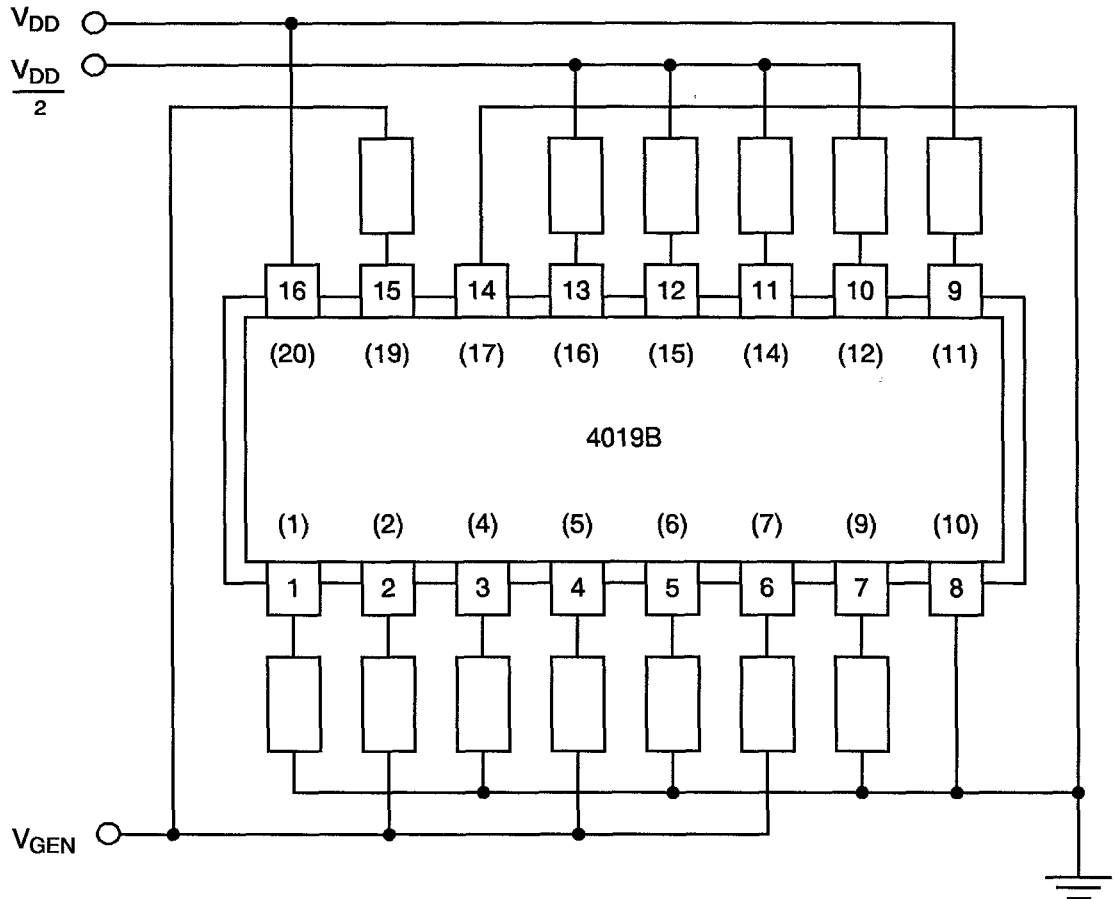 VDD
VDD
2
16 15 14 13 12 11 10 9
(20) (19) (17) (16) (15) (14) (12) (11)
4019B
(1) (2) (4) (5) (6) (7) (9) (10)
1 2 3 4 5 6 7 8
VGEN